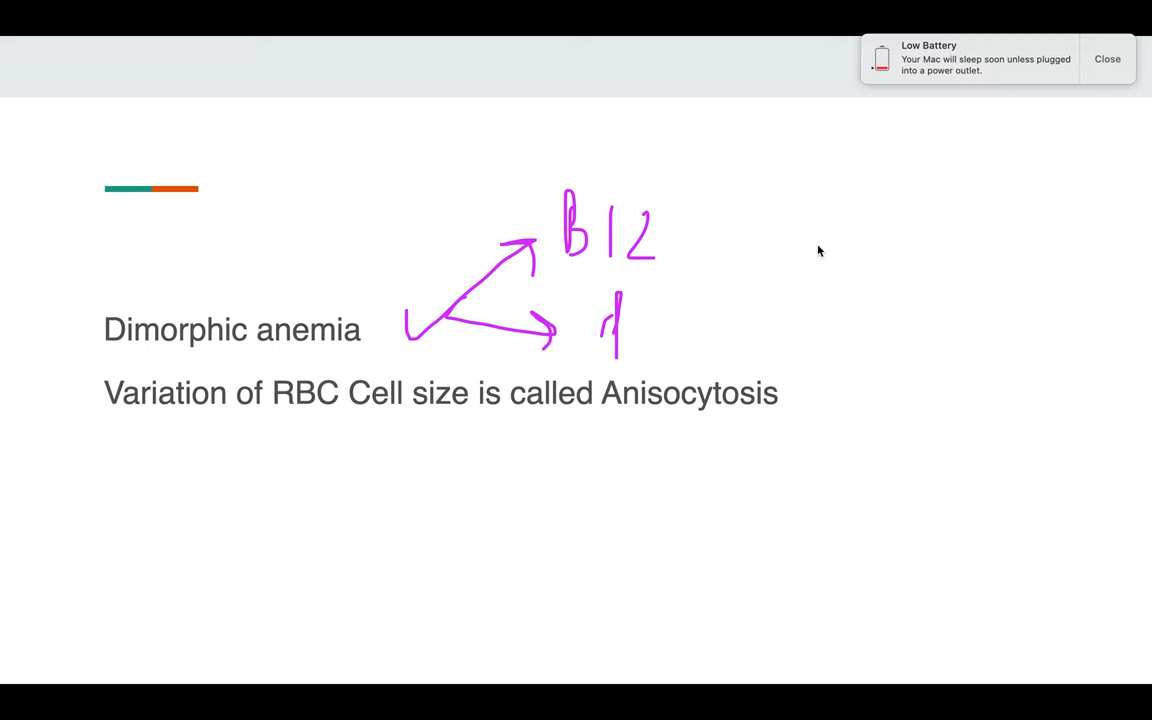 Low Battery
Your Mac will sleep soon unless plugged
into a power outlet.
Close
B12
Dimorphic anemia
Variation of RBC Cell size is called Anisocytosis